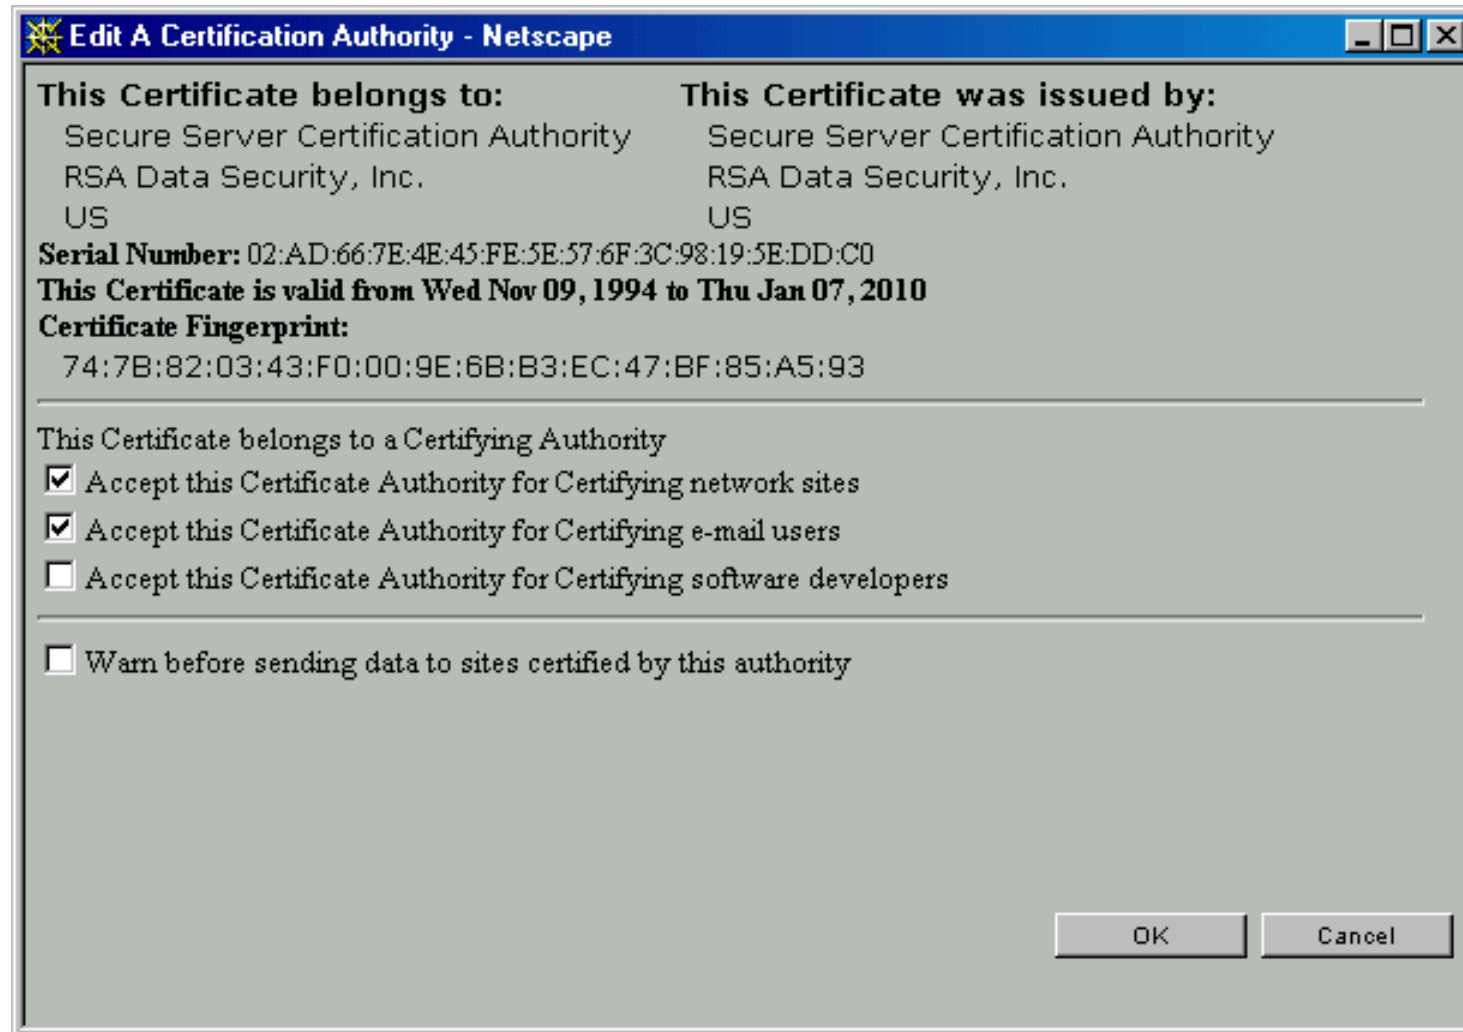 Edit A Certification Authority - Netscape
This Certificate belongs to: This Certificate was issued by:
Secure Server Certification Authority Secure Server Certification Authority
RSA Data Security, Inc. RSA Data Security, Inc.
US US
Serial Number: 02:AD:66:7E:4E:45:FE:5E:57:6F:3C:98:19:5E:DD:C0
This Certificate is valid from Wed Nov 09, 1994 to Thu Jan 07, 2010
Certificate Fingerprint:
74:7B:82:03:43:F0:00:9E:6B:B3:EC:47:BF:85:A5:93
This Certificate belongs to a Certifying Authority
Accept this Certificate Authority for Certifying network sites
Accept this Certificate Authority for Certifying e-mail users
Accept this Certificate Authority for Certifying software developers
Warn before sending data to sites certified by this authority
OK Cancel